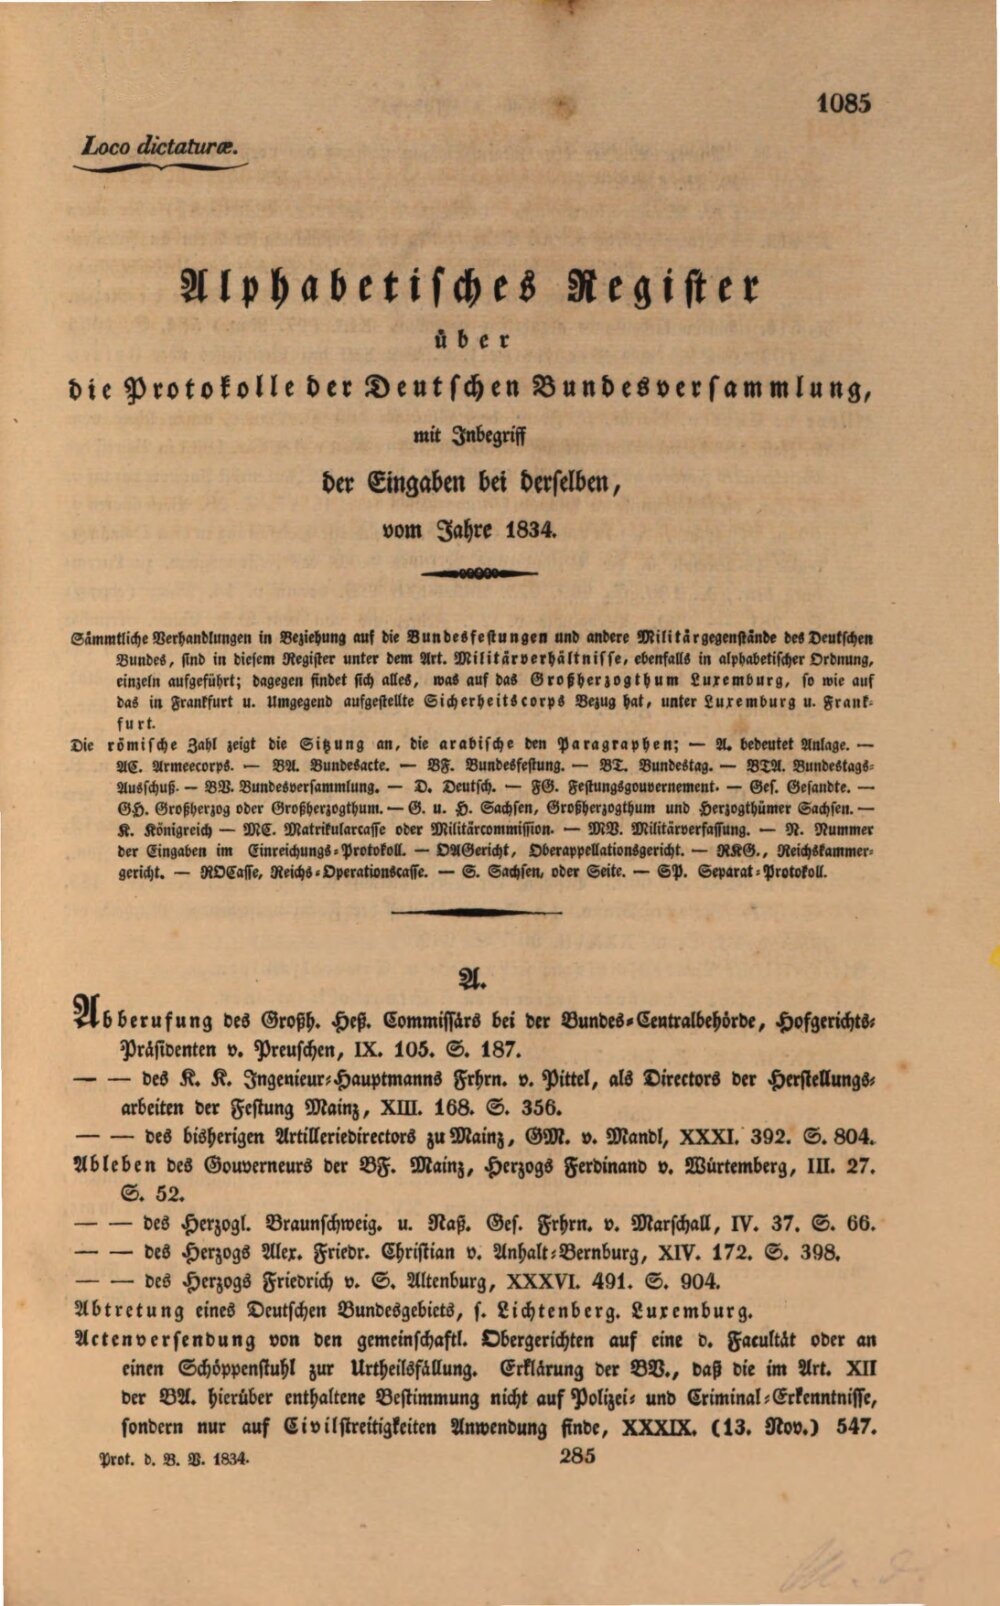 1085
Loco dictaturæ.
Alphabetisches Register
über
die Protokolle der Deutschen Bundesversammlung,
mit Inbegriff
der Eingaben bei derselben,
vom Jahre 1834.
Sämmtliche Verhandlungen in Beziehung auf die Bundesfestungen und andere Militärgegenstände des Deutschen
Bundes, sind in diesem Register unter dem Art. Militärverhältnisse, ebenfalls in alphabetischer Ordnung,
einzeln aufgeführt; dagegen findet sich alles, was auf das Großherzogthum Luxemburg, so wie auf
das in Frankfurt u. Umgegend aufgestellte Sicherheitscorps Bezug hat, unter Luxemburg u. Frank-
furt.
Die römische Zahl zeigt die Sitzung an, die arabische den Paragraphen; — A. bedeutet Anlage. —
AC. Armeecorps. — BA. Bundesacte. — BF. Bundesfestung. — BT. Bundestag. — BTA. Bundestags-
Ausschuß. — BV. Bundesversammlung. — D. Deutsch. — FG. Festungsgouvernement. — Ges. Gesandte. —
GH. Großherzog oder Großherzogthum. — G. u. H. Sachsen, Großherzogthum und Herzogthümer Sachsen. —
K. Königreich — MC. Matrikularcasse oder Militärcommission. — MV. Militärverfassung. — N. Nummer
der Eingaben im Einreichungs-Protokoll. — OAGericht, Oberappellationsgericht. — RKG., Reichskammer-
gericht. — ROCasse, Reichs-Operationscasse. — S. Sachsen, oder Seite. — SP. Separat-Protokoll.
A.
Abberufung des Großh. Heß. Commissärs bei der Bundes-Centralbehörde, Hofgerichts-
Präsidenten v. Preuschen, IX. 105. S. 187.
— — des K. K. Ingenieur-Hauptmanns Frhrn. v. Pittel, als Directors der Herstellungs-
arbeiten der Festung Mainz, XIII. 168. S. 356.
— — des bisherigen Artilleriedirectors zu Mainz, GM. v. Mandl, XXXI. 392. S. 804.
Ableben des Gouverneurs der BF. Mainz, Herzogs Ferdinand v. Würtemberg, III. 27.
S. 52.
— — des Herzogl. Braunschweig. u. Naß. Ges. Frhrn. v. Marschall, IV. 37. S. 66.
— — des Herzogs Alex. Friedr. Christian v. Anhalt-Bernburg, XIV. 172. S. 398.
— — des Herzogs Friedrich v. S. Altenburg, XXXVI. 491. S. 904.
Abtretung eines Deutschen Bundesgebiets, s. Lichtenberg. Luxemburg.
Actenversendung von den gemeinschaftl. Obergerichten auf eine d. Facultät oder an
einen Schöppenstuhl zur Urtheilsfällung. Erklärung der BV., daß die im Art. XII
der BA. hierüber enthaltene Bestimmung nicht auf Polizei- und Criminal-Erkenntnisse,
sondern nur auf Civilstreitigkeiten Anwendung finde, XXXIX. (13. Nov.) 547.
Prot. d. B. V. 1834. 285